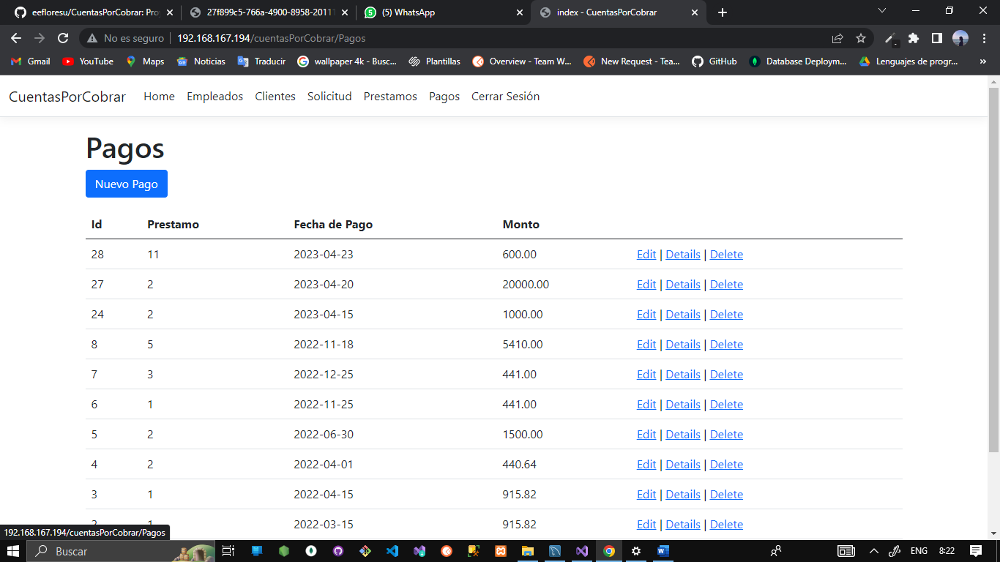 eefloresu/CuentasPorCobrar: Pro
27f899c5-766a-4900-8958-20111
(5) WhatsApp
index - CuentasPorCobrar
No es seguro
192.168.167.194/cuentasPorCobrar/Pagos
Gmail YouTube Maps Noticias Traducir wallpaper 4k - Busc... Plantillas Overview - Team W... New Request - Tea... GitHub Database Deploym... Lenguajes de progr... »
CuentasPorCobrar Home Empleados Clientes Solicitud Prestamos Pagos Cerrar Sesión
Pagos
Nuevo Pago
Id Prestamo Fecha de Pago Monto
28 11 2023-04-23 600.00 Edit | Details | Delete
27 2 2023-04-20 20000.00 Edit | Details | Delete
24 2 2023-04-15 1000.00 Edit | Details | Delete
8 5 2022-11-18 5410.00 Edit | Details | Delete
7 3 2022-12-25 441.00 Edit | Details | Delete
6 1 2022-11-25 441.00 Edit | Details | Delete
5 2 2022-06-30 1500.00 Edit | Details | Delete
4 2 2022-04-01 440.64 Edit | Details | Delete
3 1 2022-04-15 915.82 Edit | Details | Delete
2 1 2022-03-15 915.82 Edit | Details | Delete
192.168.167.194/cuentasPorCobrar/Pagos
Buscar
ENG 8:22